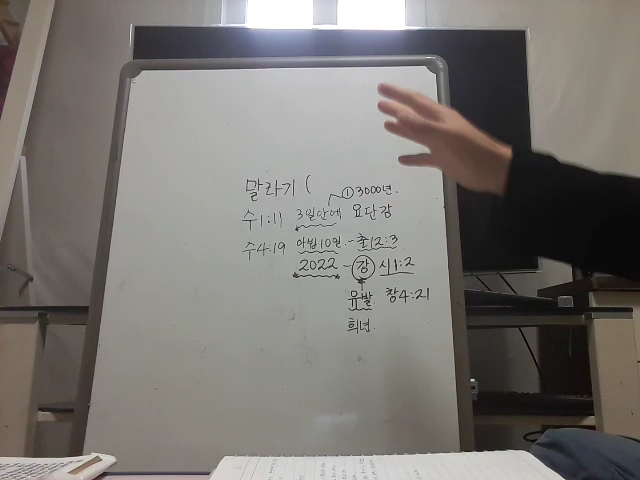 말라기 ( ① 3000년.
수1:11 3일안에 요단강
수4:19 아빕10일.-출12:3
2022 - 강 시1:2
유발 창4:21
희년.